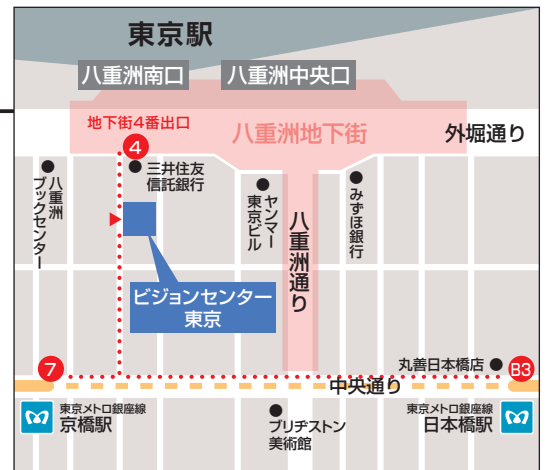 東京駅
八重洲南口
八重洲中央口
地下街4番出口
八重洲地下街
外堀通り
4
三井住友
信託銀行
八重洲
ブックセンター
ヤンマー
東京ビル
八重洲通り
みずほ銀行
ビジョンセンター
東京
丸善日本橋店
7
B3
中央通り
東京メトロ銀座線
京橋駅
ブリヂストン
美術館
東京メトロ銀座線
日本橋駅